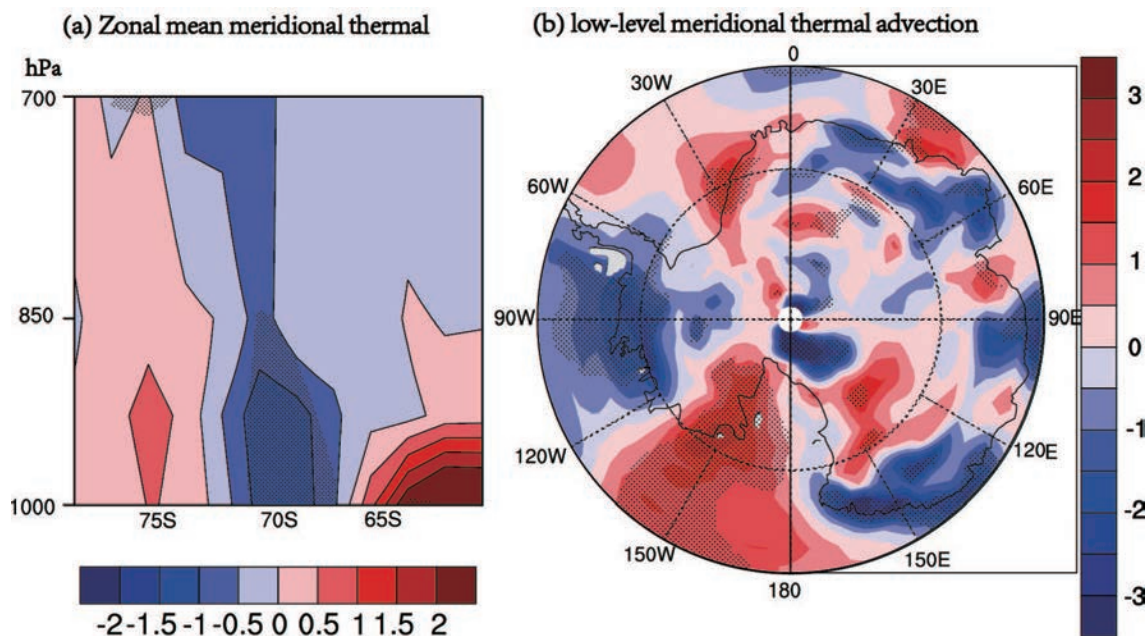 (a) Zonal mean meridional thermal
hPa
700
850
1000
75S 70S 65S
-2 -1.5 -1 -0.5 0 0.5 1 1.5 2
(b) low-level meridional thermal advection
0
30W 30E
60W 60E
90W 90E
120W 120E
150W 150E
180
3
2
1
0
-1
-2
-3